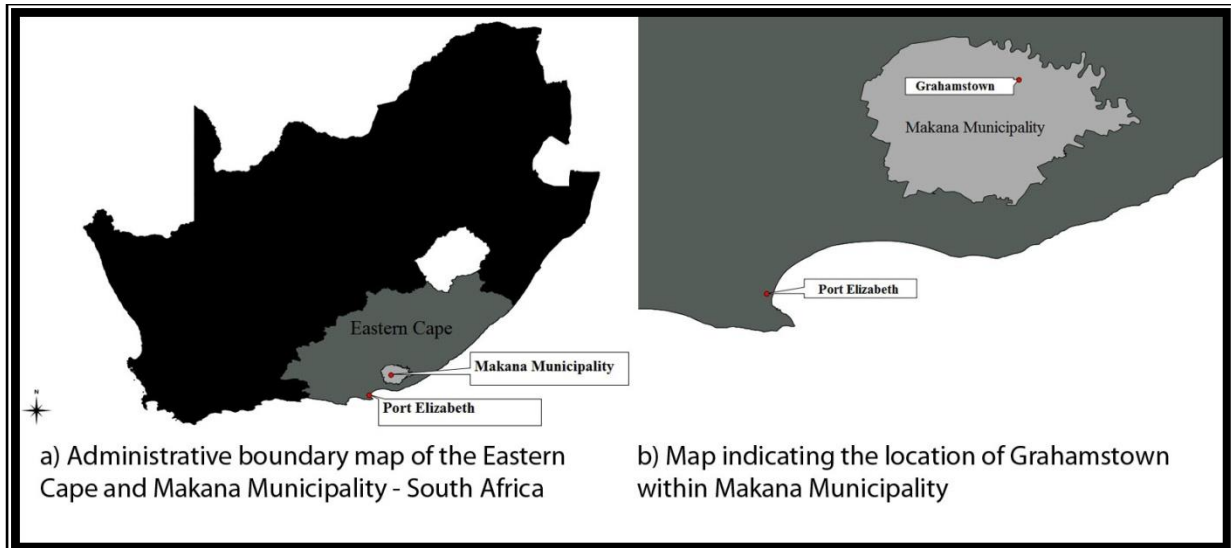 Eastern Cape
Makana Municipality
Port Elizabeth
N
a) Administrative boundary map of the Eastern
Cape and Makana Municipality - South Africa
Grahamstown
Makana Municipality
Port Elizabeth
b) Map indicating the location of Grahamstown
within Makana Municipality